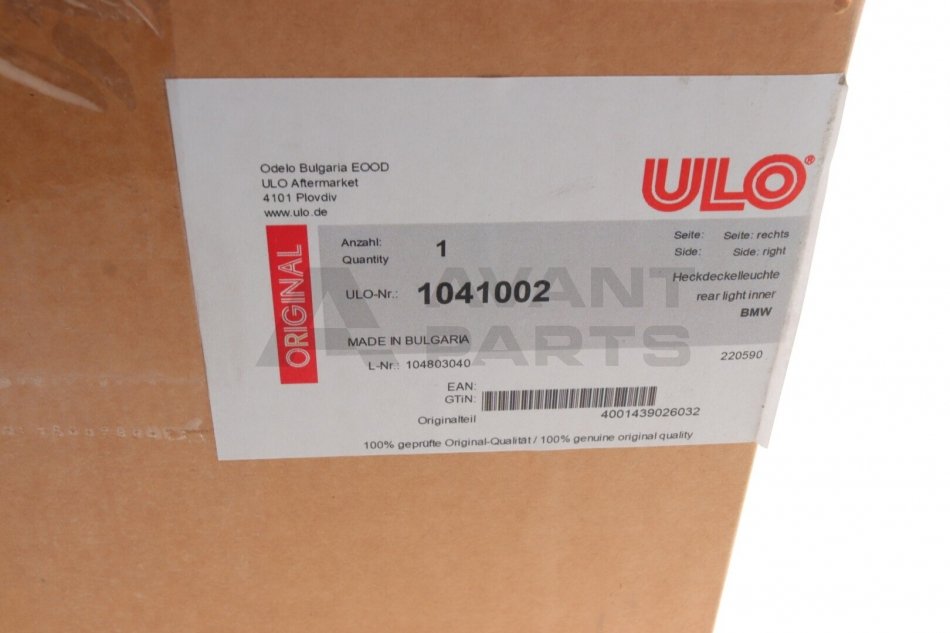 Odelo Bulgaria EOOD
ULO Aftermarket
4101 Plovdiv
www.ulo.de
ULO®
ORIGINAL
Anzahl: 1
Quantity
Seite: Seite: rechts
Side: Side: right
Heckdeckelleuchte
ULO-Nr.: 1041002
rear light inner
BMW
AVANT
PARTS
MADE IN BULGARIA
220590
L-Nr.: 104803040
EAN:
GTiN:
4001439026032
Originalteil
100% geprüfte Original-Qualität / 100% genuine original quality